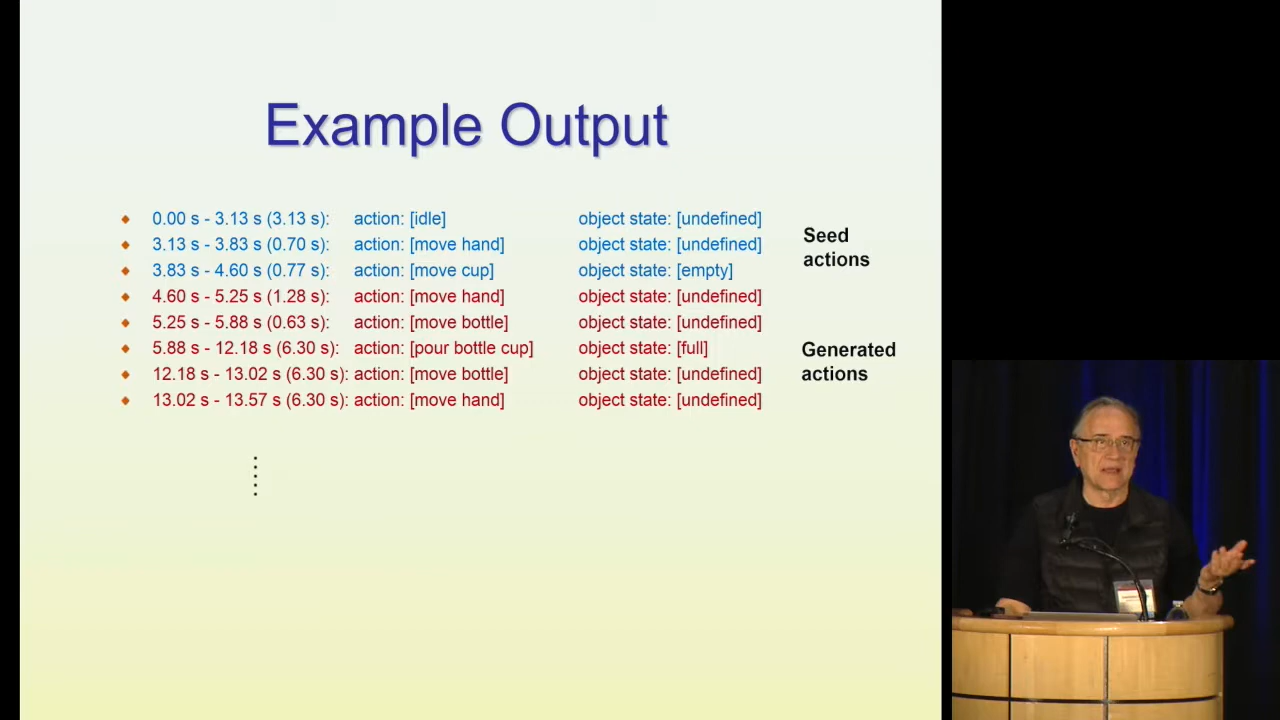 Example Output
0.00 s - 3.13 s (3.13 s): action: [idle] object state: [undefined]
3.13 s - 3.83 s (0.70 s): action: [move hand] object state: [undefined]
3.83 s - 4.60 s (0.77 s): action: [move cup] object state: [empty]
Seed
actions
4.60 s - 5.25 s (1.28 s): action: [move hand] object state: [undefined]
5.25 s - 5.88 s (0.63 s): action: [move bottle] object state: [undefined]
5.88 s - 12.18 s (6.30 s): action: [pour bottle cup] object state: [full]
12.18 s - 13.02 s (6.30 s): action: [move bottle] object state: [undefined]
13.02 s - 13.57 s (6.30 s): action: [move hand] object state: [undefined]
Generated
actions